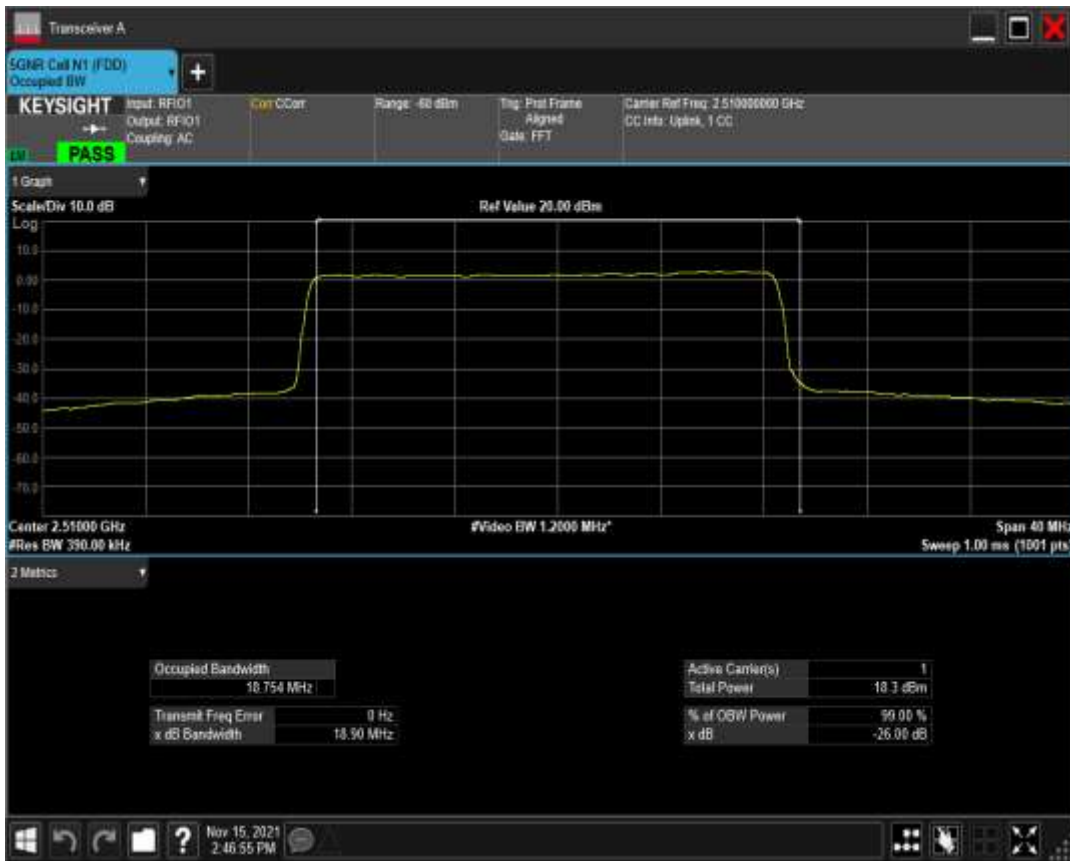 Transceiver A
5GNR Cell N1 (FDD)
Occupied BW
+
KEYSIGHT
Input: RFIO1
Output: RFIO1
Coupling: AC
Corr CCorr
Range: -60 dBm
Trig: Prot Frame
Aligned
Gate: FFT
Carrier Ref Freq: 2.510000000 GHz
CC Info: Uplink, 1 CC
PASS
1 Graph
Scale/Div 10.0 dB
Ref Value 20.00 dBm
Log
10.0
0.00
-10.0
-20.0
-30.0
-40.0
-50.0
-60.0
-70.0
Center 2.51000 GHz
#Video BW 1.2000 MHz*
Span 40 MHz
#Res BW 390.00 kHz
Sweep 1.00 ms (1001 pts)
2 Metrics
Occupied Bandwidth
18.754 MHz
Transmit Freq Error 0 Hz
x dB Bandwidth 18.90 MHz
Active Carrier(s) 1
Total Power 18.3 dBm
% of OBW Power 99.00 %
x dB -26.00 dB
?
Nov 15, 2021
2:46:55 PM